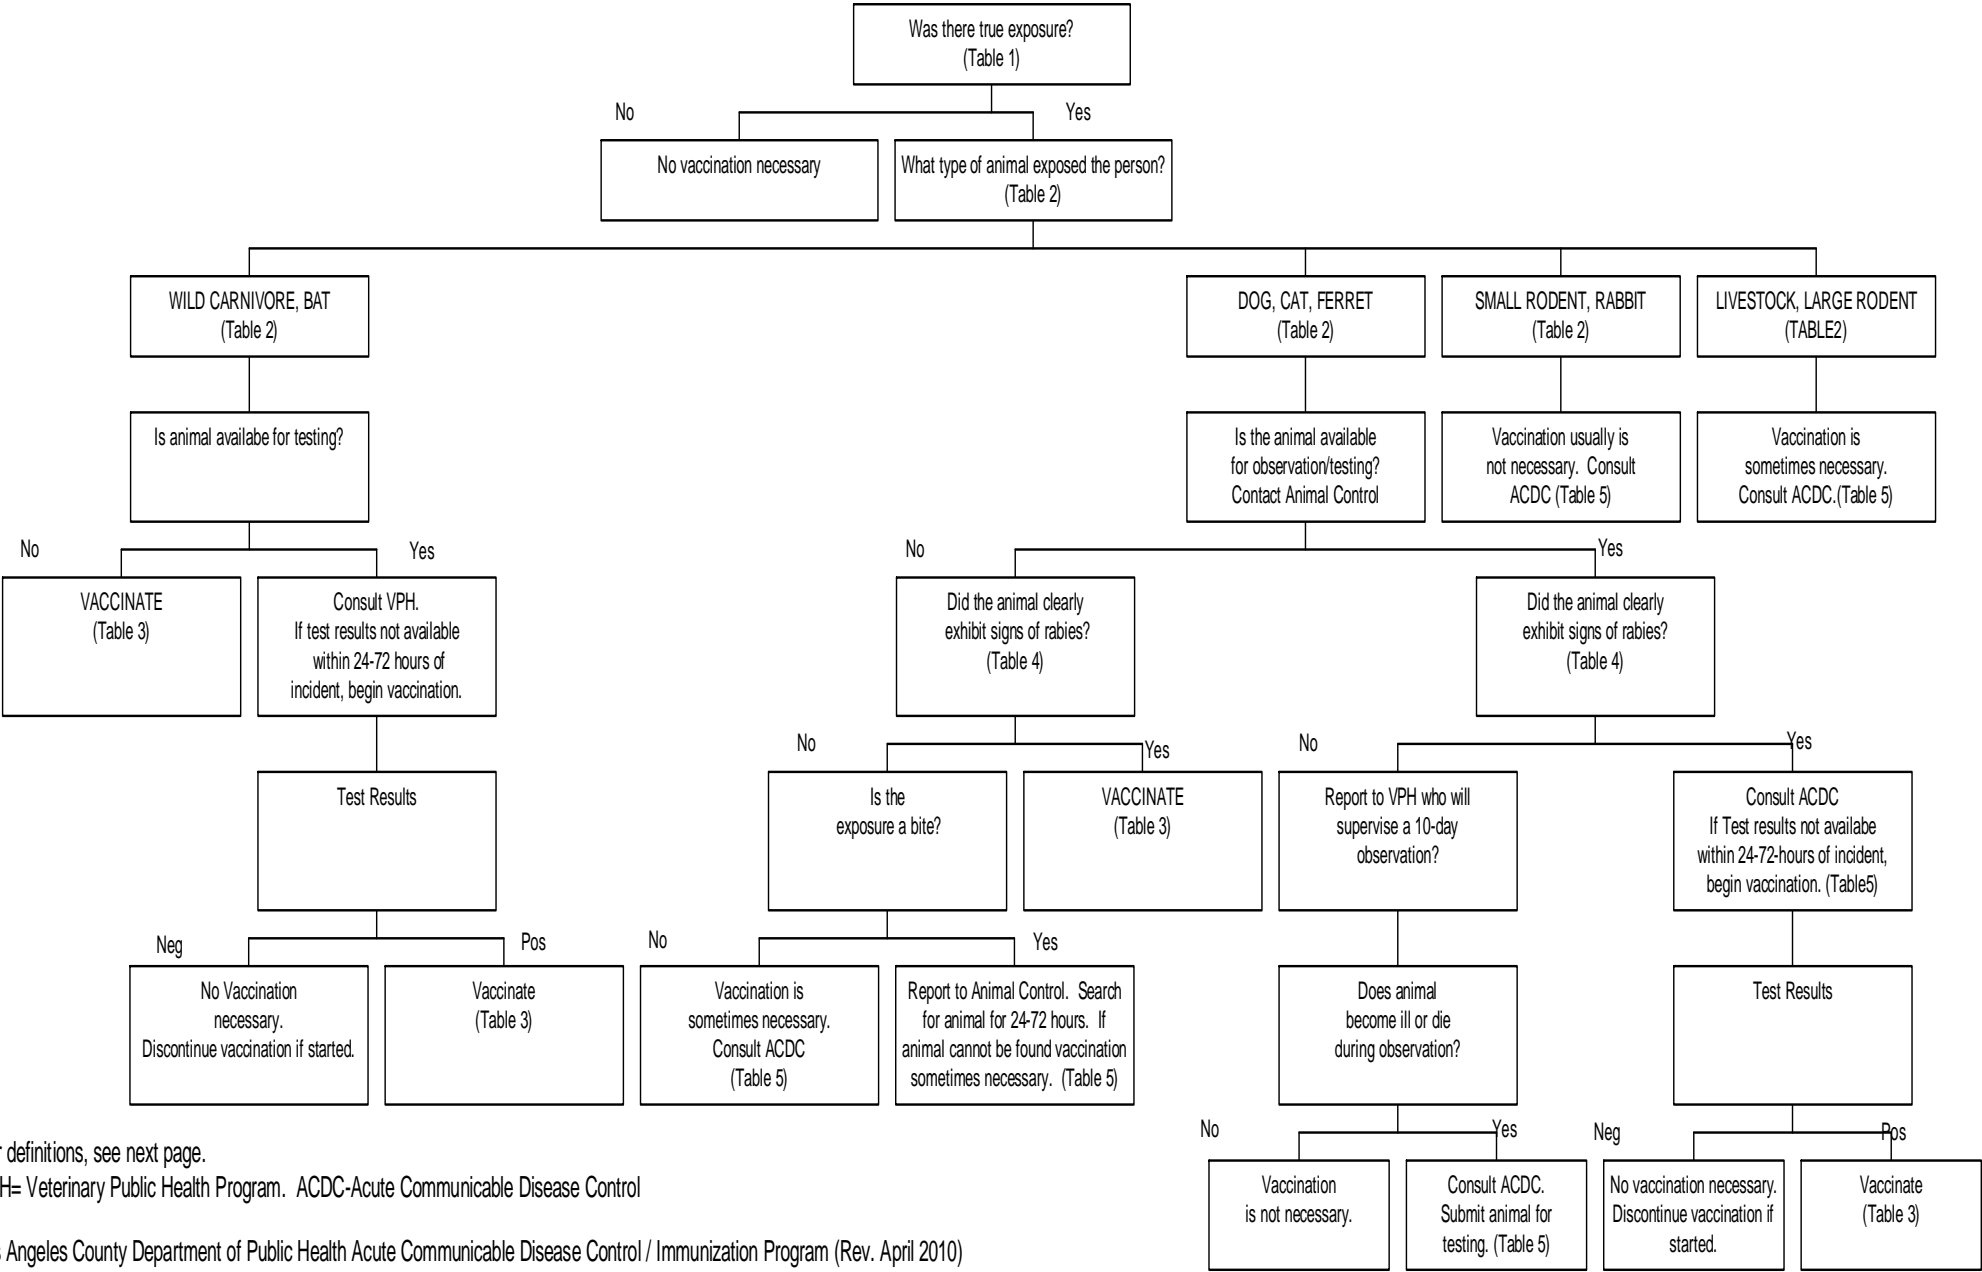 Was there true exposure?
(Table 1)
No
Yes
No vaccination necessary
What type of animal exposed the person?
(Table 2)
WILD CARNIVORE, BAT
(Table 2)
DOG, CAT, FERRET
(Table 2)
SMALL RODENT, RABBIT
(Table 2)
LIVESTOCK, LARGE RODENT
(TABLE2)
Is animal availabe for testing?
Is the animal available
for observation/testing?
Contact Animal Control
Vaccination usually is
not necessary. Consult
ACDC (Table 5)
Vaccination is
sometimes necessary.
Consult ACDC.(Table 5)
No
Yes
No
Yes
VACCINATE
(Table 3)
Consult VPH.
If test results not available
within 24-72 hours of
incident, begin vaccination.
Did the animal clearly
exhibit signs of rabies?
(Table 4)
Did the animal clearly
exhibit signs of rabies?
(Table 4)
No
Yes
No
Yes
Test Results
Is the
exposure a bite?
VACCINATE
(Table 3)
Report to VPH who will
supervise a 10-day
observation?
Consult ACDC
If Test results not availabe
within 24-72-hours of incident,
begin vaccination. (Table5)
Neg
Pos
No
Yes
No Vaccination
necessary.
Discontinue vaccination if started.
Vaccinate
(Table 3)
Vaccination is
sometimes necessary.
Consult ACDC
(Table 5)
Report to Animal Control. Search
for animal for 24-72 hours. If
animal cannot be found vaccination
sometimes necessary. (Table 5)
Does animal
become ill or die
during observation?
Test Results
No
Yes
Neg
Pos
Vaccination
is not necessary.
Consult ACDC.
Submit animal for
testing. (Table 5)
No vaccination necessary.
Discontinue vaccination if
started.
Vaccinate
(Table 3)
r definitions, see next page.
H= Veterinary Public Health Program. ACDC-Acute Communicable Disease Control
s Angeles County Department of Public Health Acute Communicable Disease Control / Immunization Program (Rev. April 2010)